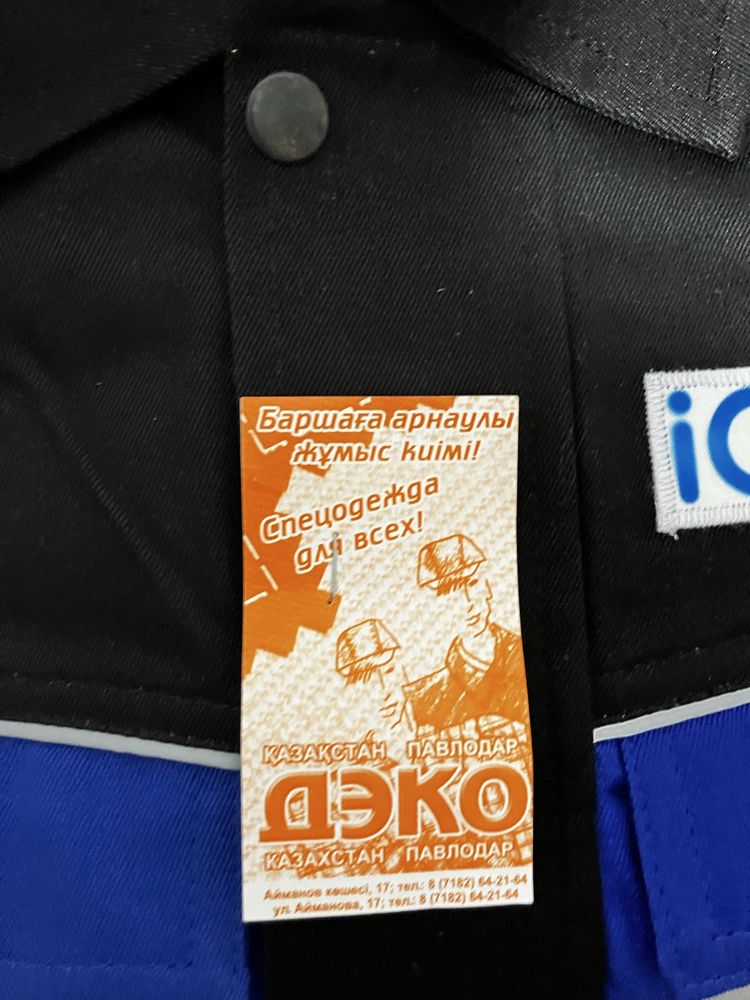 Баршаға арнаулы
жұмыс киімі!
Спецодежда
для всех!
ҚАЗАҚСТАН ПАВЛОДАР
ДЭКО
КАЗАХСТАН ПАВЛОДАР
Айманов көшесі, 17; тел.: 8 (7182) 64-21-64
ул. Айманова, 17; тел.: 8 (7182) 64-21-64